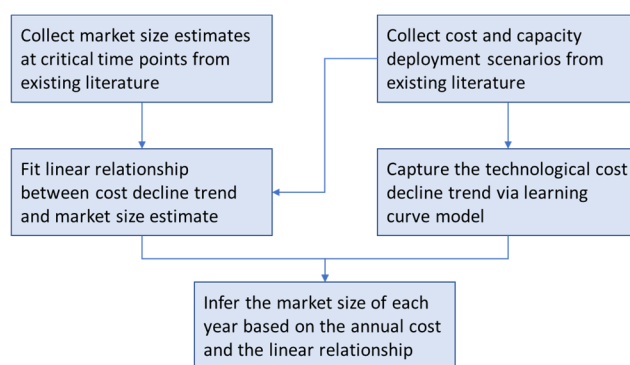 Collect market size estimates
at critical time points from
existing literature
Collect cost and capacity
deployment scenarios from
existing literature
Fit linear relationship
between cost decline trend
and market size estimate
Capture the technological cost
decline trend via learning
curve model
Infer the market size of each
year based on the annual cost
and the linear relationship